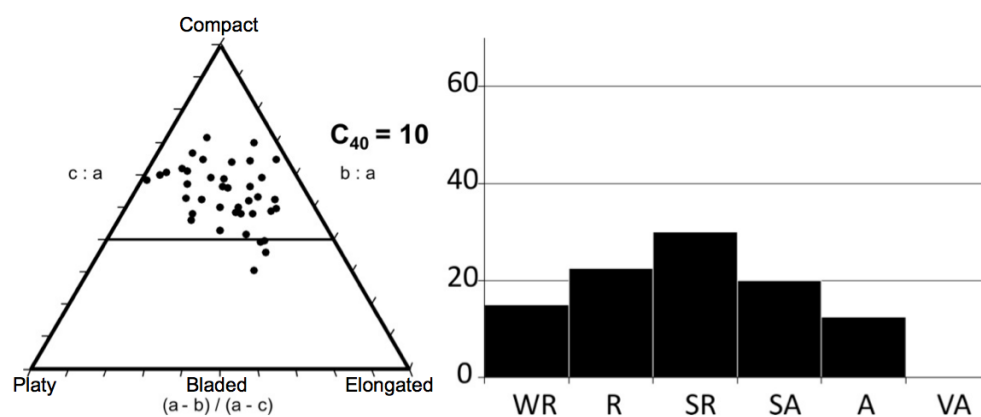 Compact
C40 = 10
c : a
b : a
Platy
Bladed
Elongated
(a - b) / (a - c)
60
40
20
0
WR R SR SA A VA